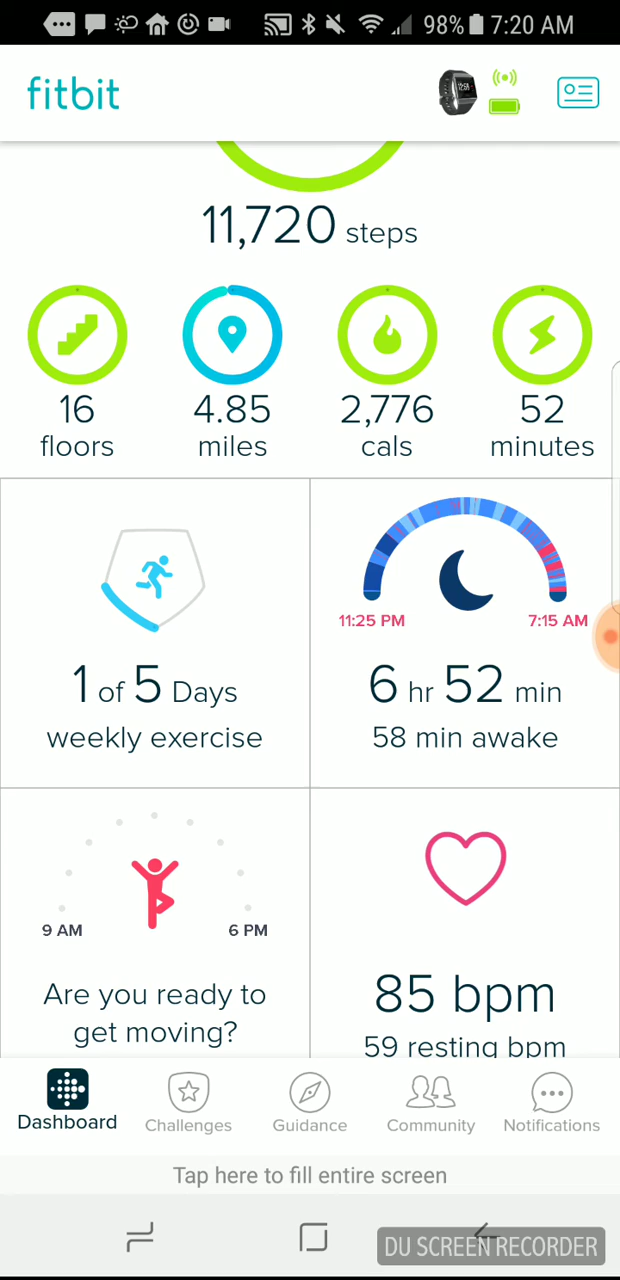 98% 7:20 AM
fitbit
11,720 steps
16
floors
4.85
miles
2,776
cals
52
minutes
1 of 5 Days
weekly exercise
11:25 PM
7:15 AM
6 hr 52 min
58 min awake
9 AM
6 PM
Are you ready to
get moving?
85 bpm
59 resting bpm
Dashboard
Challenges
Guidance
Community
Notifications
Tap here to fill entire screen
DU SCREEN RECORDER